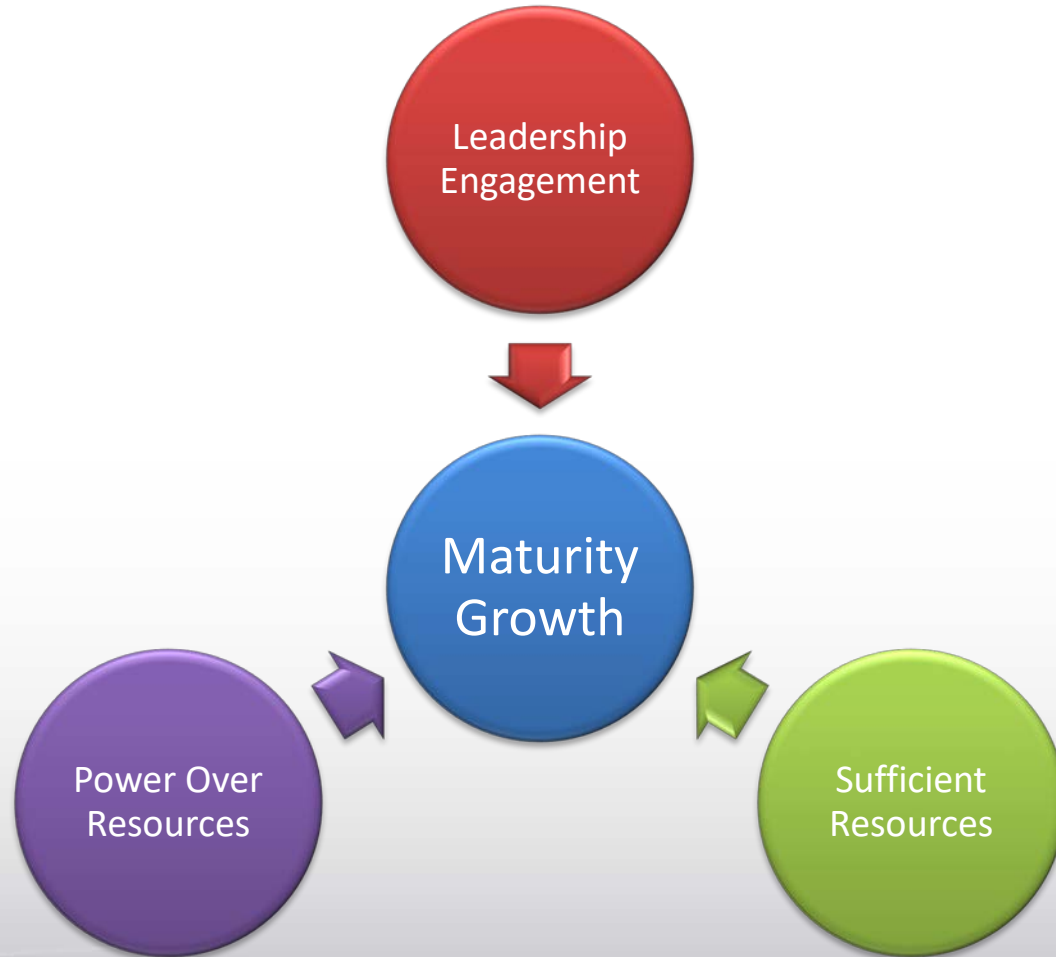 Leadership
Engagement
Maturity
Growth
Power Over
Resources
Sufficient
Resources